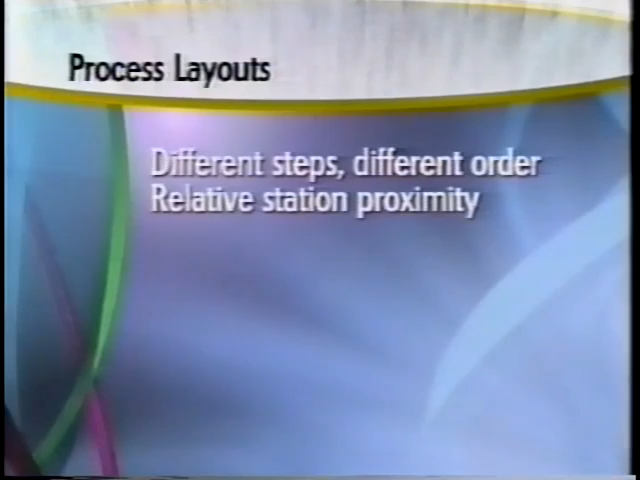 Process Layouts
Different steps, different order
Relative station proximity